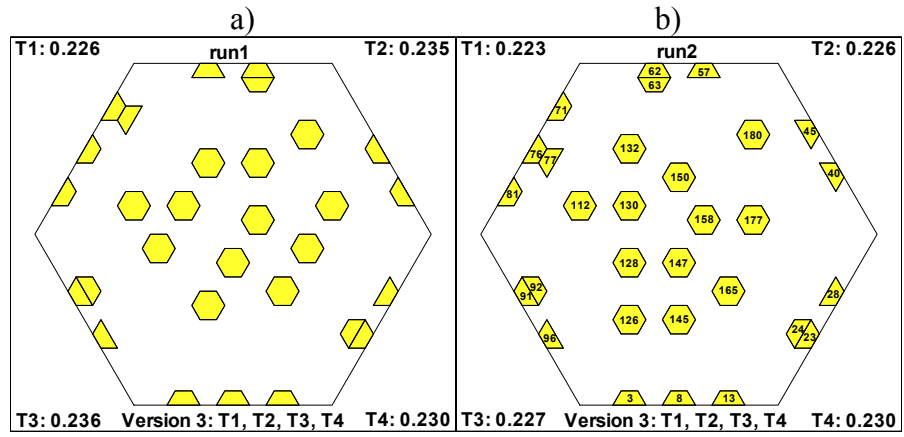 a)
b)
T1: 0.226
run1
T2: 0.235
T3: 0.236
Version 3: T1, T2, T3, T4
T4: 0.230
T1: 0.223
run2
T2: 0.226
62
57
63
71
180
45
132
76
77
150
40
81
112
130
158
177
128
147
92
91
165
28
126
145
24
23
96
3
8
13
T3: 0.227
Version 3: T1, T2, T3, T4
T4: 0.230